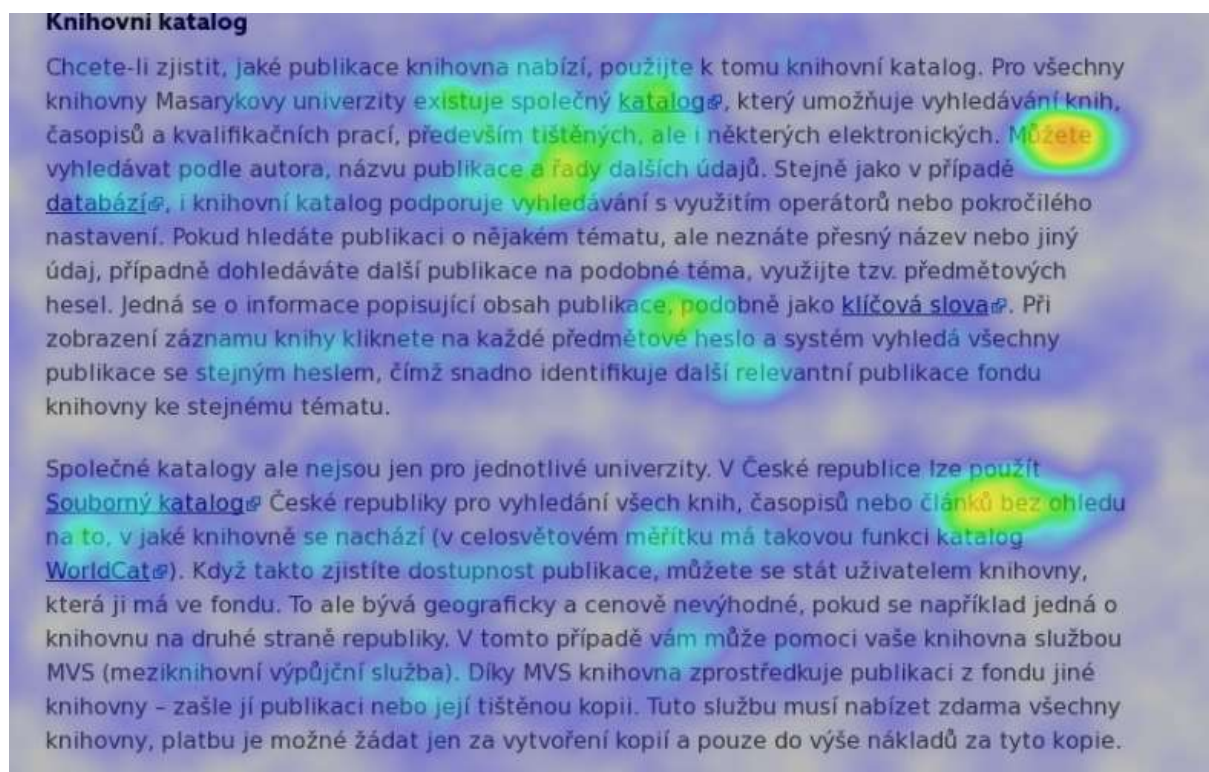 Knihovní katalog
Chcete-li zjistit, jaké publikace knihovna nabízí, použijte k tomu knihovní katalog. Pro všechny
knihovny Masarykovy univerzity existuje společný katalog, který umožňuje vyhledávání knih,
časopisů a kvalifikačních prací, především tištěných, ale i některých elektronických. Můžete
vyhledávat podle autora, názvu publikace a řady dalších údajů. Stejně jako v případě
databází, i knihovní katalog podporuje vyhledávání s využitím operátorů nebo pokročilého
nastavení. Pokud hledáte publikaci o nějakém tématu, ale neznáte přesný název nebo jiný
údaj, případně dohledáváte další publikace na podobné téma, využijte tzv. předmětových
hesel. Jedná se o informace popisující obsah publikace, podobně jako klíčová slova. Při
zobrazení záznamu knihy kliknete na každé předmětové heslo a systém vyhledá všechny
publikace se stejným heslem, čímž snadno identifikuje další relevantní publikace fondu
knihovny ke stejnému tématu.
Společné katalogy ale nejsou jen pro jednotlivé univerzity. V České republice lze použít
Souborný katalog České republiky pro vyhledání všech knih, časopisů nebo článků bez ohledu
na to, v jaké knihovně se nachází (v celosvětovém měřítku má takovou funkci katalog
WorldCat). Když takto zjistíte dostupnost publikace, můžete se stát uživatelem knihovny,
která ji má ve fondu. To ale bývá geograficky a cenově nevýhodné, pokud se například jedná o
knihovnu na druhé straně republiky. V tomto případě vám může pomoci vaše knihovna službou
MVS (meziknihovní výpůjční služba). Díky MVS knihovna zprostředkuje publikaci z fondu jiné
knihovny – zašle jí publikaci nebo její tištěnou kopii. Tuto službu musí nabízet zdarma všechny
knihovny, platbu je možné žádat jen za vytvoření kopií a pouze do výše nákladů za tyto kopie.